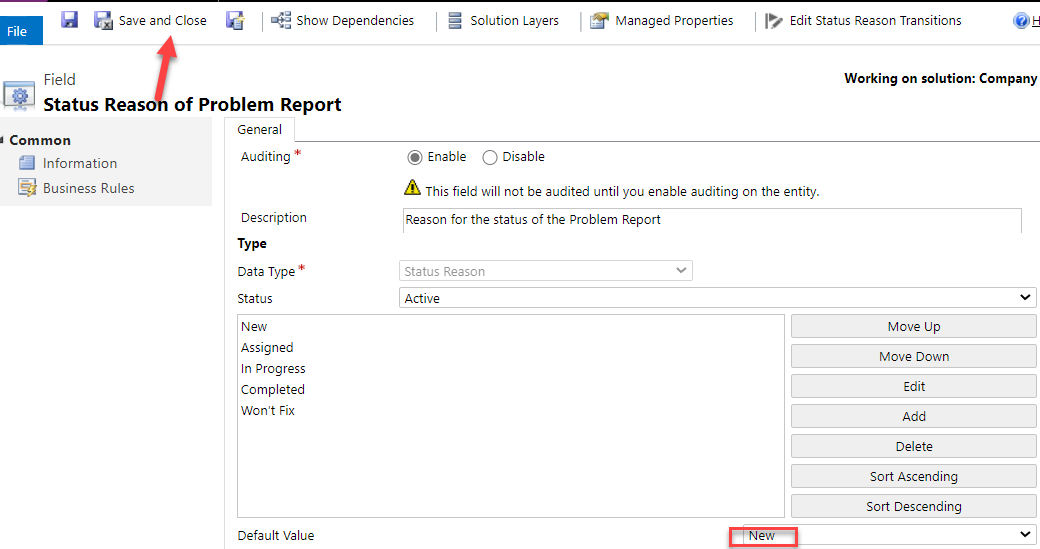 File
Save and Close
Show Dependencies
Solution Layers
Managed Properties
Edit Status Reason Transitions
Field
Status Reason of Problem Report
Working on solution: Company
Common
Information
Business Rules
General
Auditing *
Enable
Disable
This field will not be audited until you enable auditing on the entity.
Description
Reason for the status of the Problem Report
Type
Data Type *
Status Reason
Status
Active
New
Assigned
In Progress
Completed
Won't Fix
Move Up
Move Down
Edit
Add
Delete
Sort Ascending
Sort Descending
Default Value
New